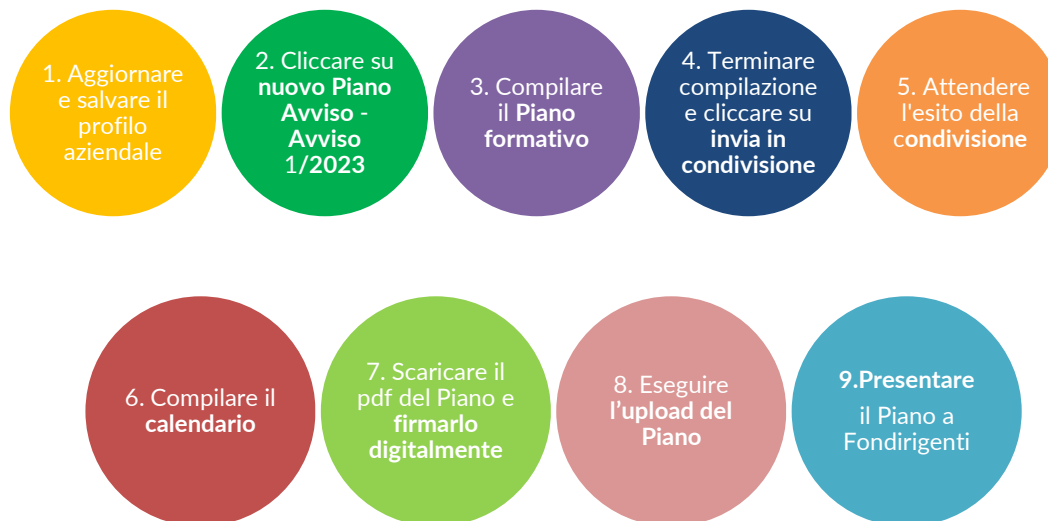 1. Aggiornare
e salvare il
profilo
aziendale
2. Cliccare su
nuovo Piano
Avviso -
Avviso
1/2023
3. Compilare
il Piano
formativo
4. Terminare
compilazione
e cliccare su
invia in
condivisione
5. Attendere
l'esito della
condivisione
6. Compilare il
calendario
7. Scaricare il
pdf del Piano e
firmarlo
digitalmente
8. Eseguire
l’upload del
Piano
9.Presentare
il Piano a
Fondirigenti